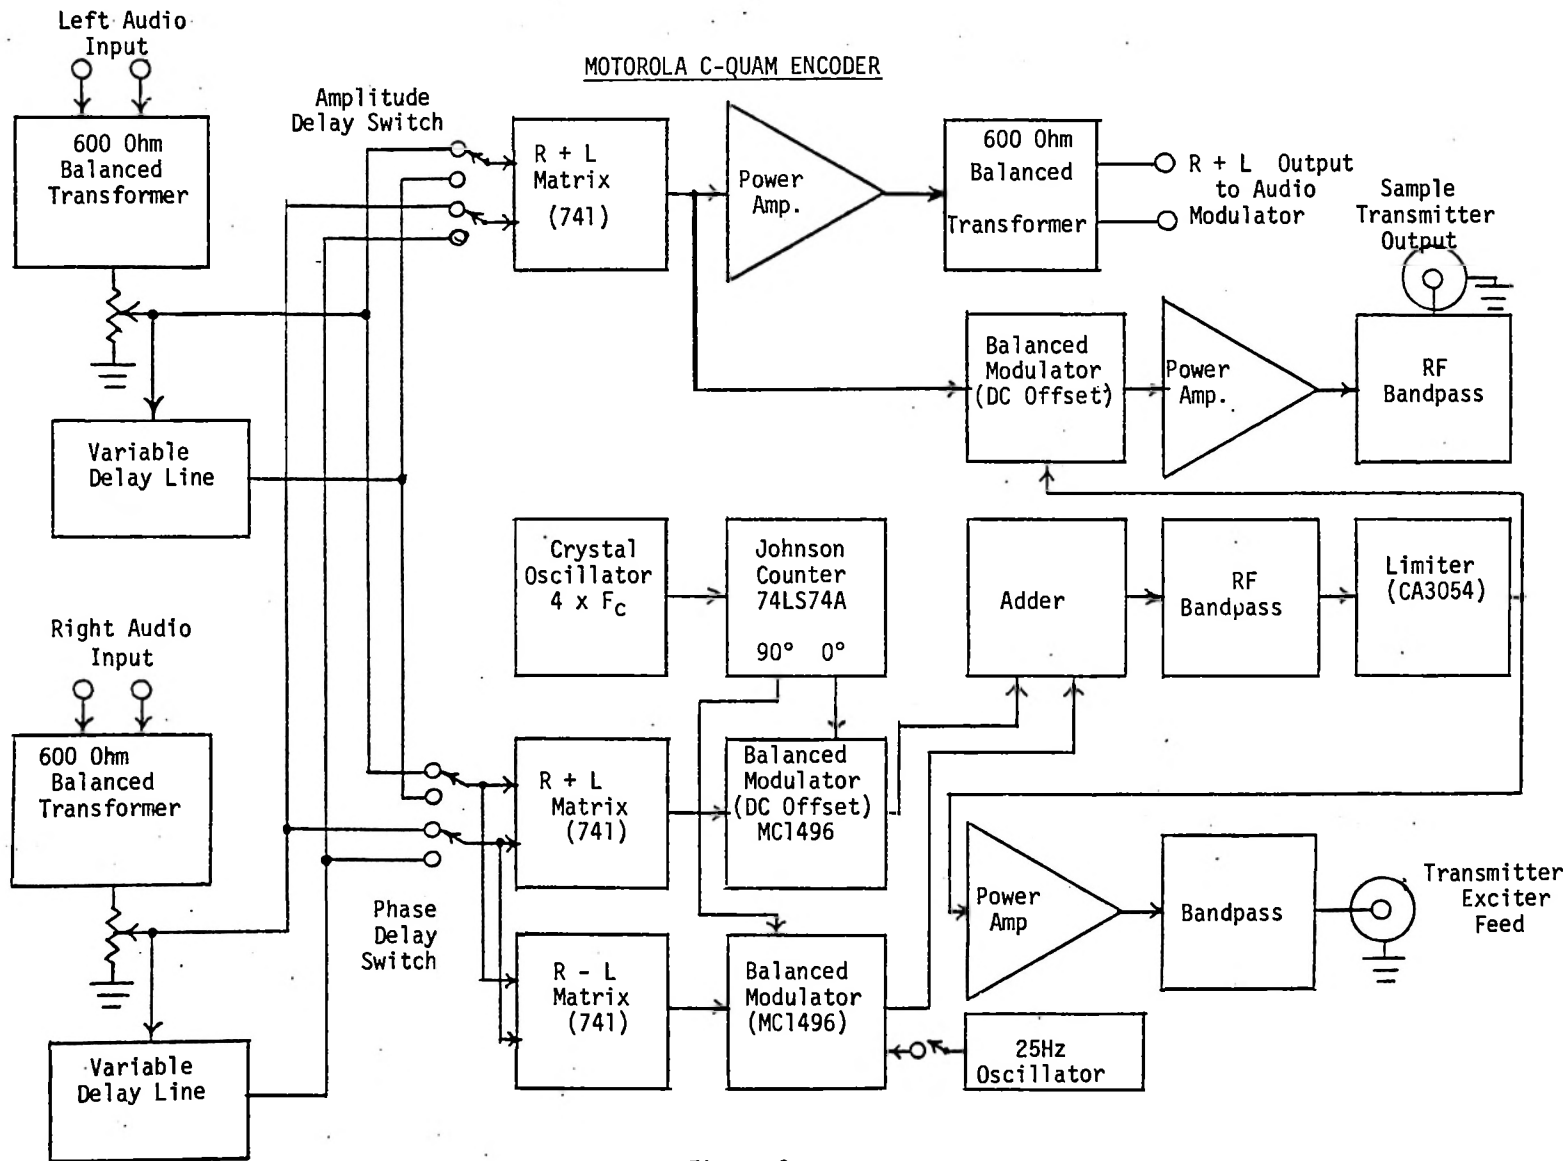 MOTOROLA C-QUAM ENCODER
Left Audio
Input
600 Ohm
Balanced
Transformer
Variable
Delay Line
Right Audio
Input
600 Ohm
Balanced
Transformer
Variable
Delay Line
Amplitude
Delay Switch
R + L
Matrix
(741)
Power
Amp.
600 Ohm
Balanced
Transformer
R + L Output
to Audio
Modulator
Sample
Transmitter
Output
Balanced
Modulator
(DC Offset)
Power
Amp.
RF
Bandpass
Crystal
Oscillator
4 x Fc
Johnson
Counter
74LS74A
90° 0°
Adder
RF
Bandpass
Limiter
(CA3054)
Phase
Delay
Switch
R + L
Matrix
(741)
Balanced
Modulator
(DC Offset)
MC1496
R - L
Matrix
(741)
Balanced
Modulator
(MC1496)
25Hz
Oscillator
Power
Amp
Bandpass
Transmitter
Exciter
Feed